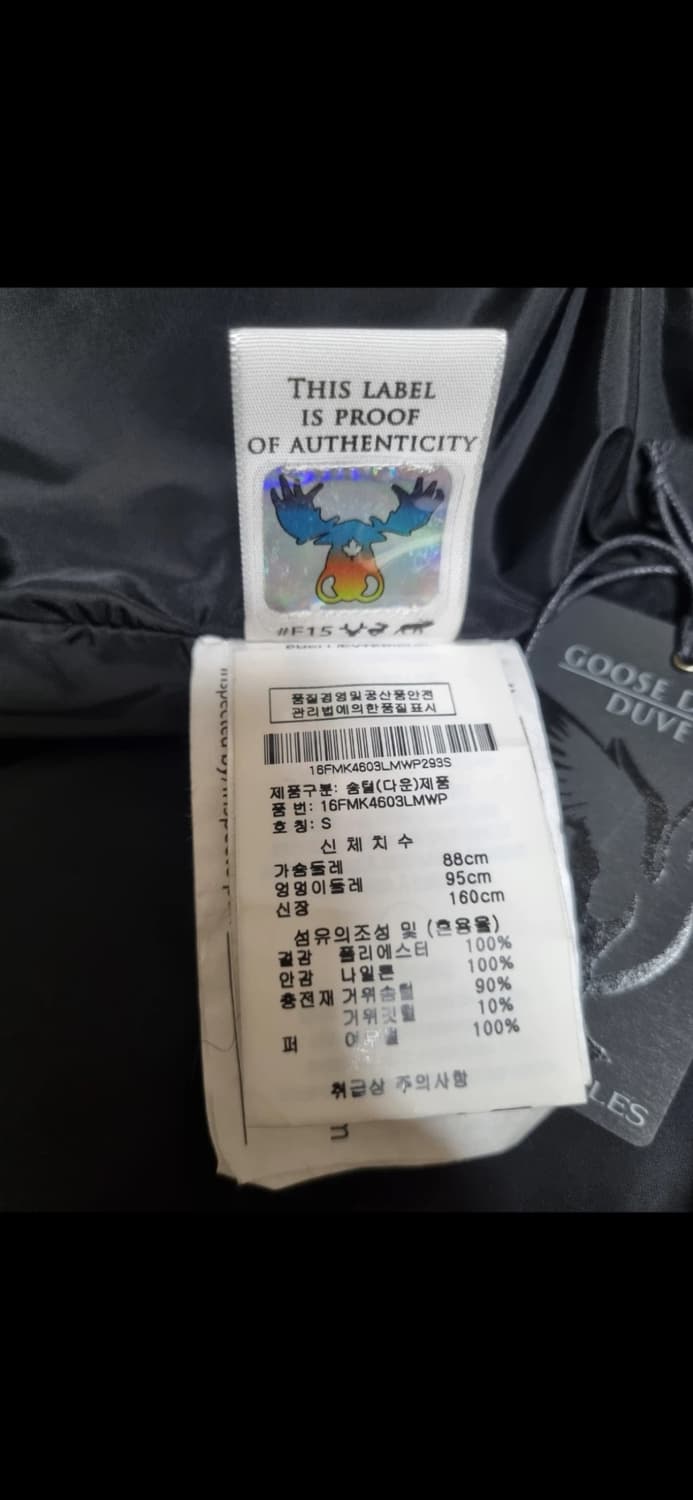 THIS LABEL
IS PROOF
OF AUTHENTICITY
#F15
품질경영및공산품안전
관리법에의한품질표시
16FMK4603LMWP293S
제품구분: 솜털(다운)제품
품 번: 16FMK4603LMWP
호 칭: S
신 체 치 수
가슴둘레 88cm
엉덩이둘레 95cm
신장 160cm
섬유의조성 및 (혼용율)
겉감 폴리에스터 100%
안감 나일론 100%
충전재 거위솜털 90%
거위깃털 10%
퍼 100%
취급상 주의사항
GOOSE
DUVE
LES